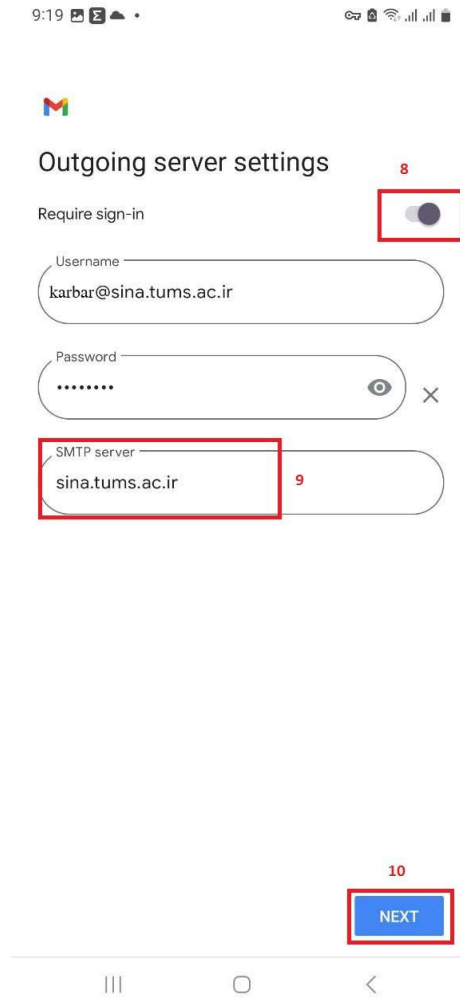 9:19
Outgoing server settings
8
Require sign-in
Username
karbar@sina.tums.ac.ir
Password
••••••••
SMTP server
sina.tums.ac.ir
9
10
NEXT